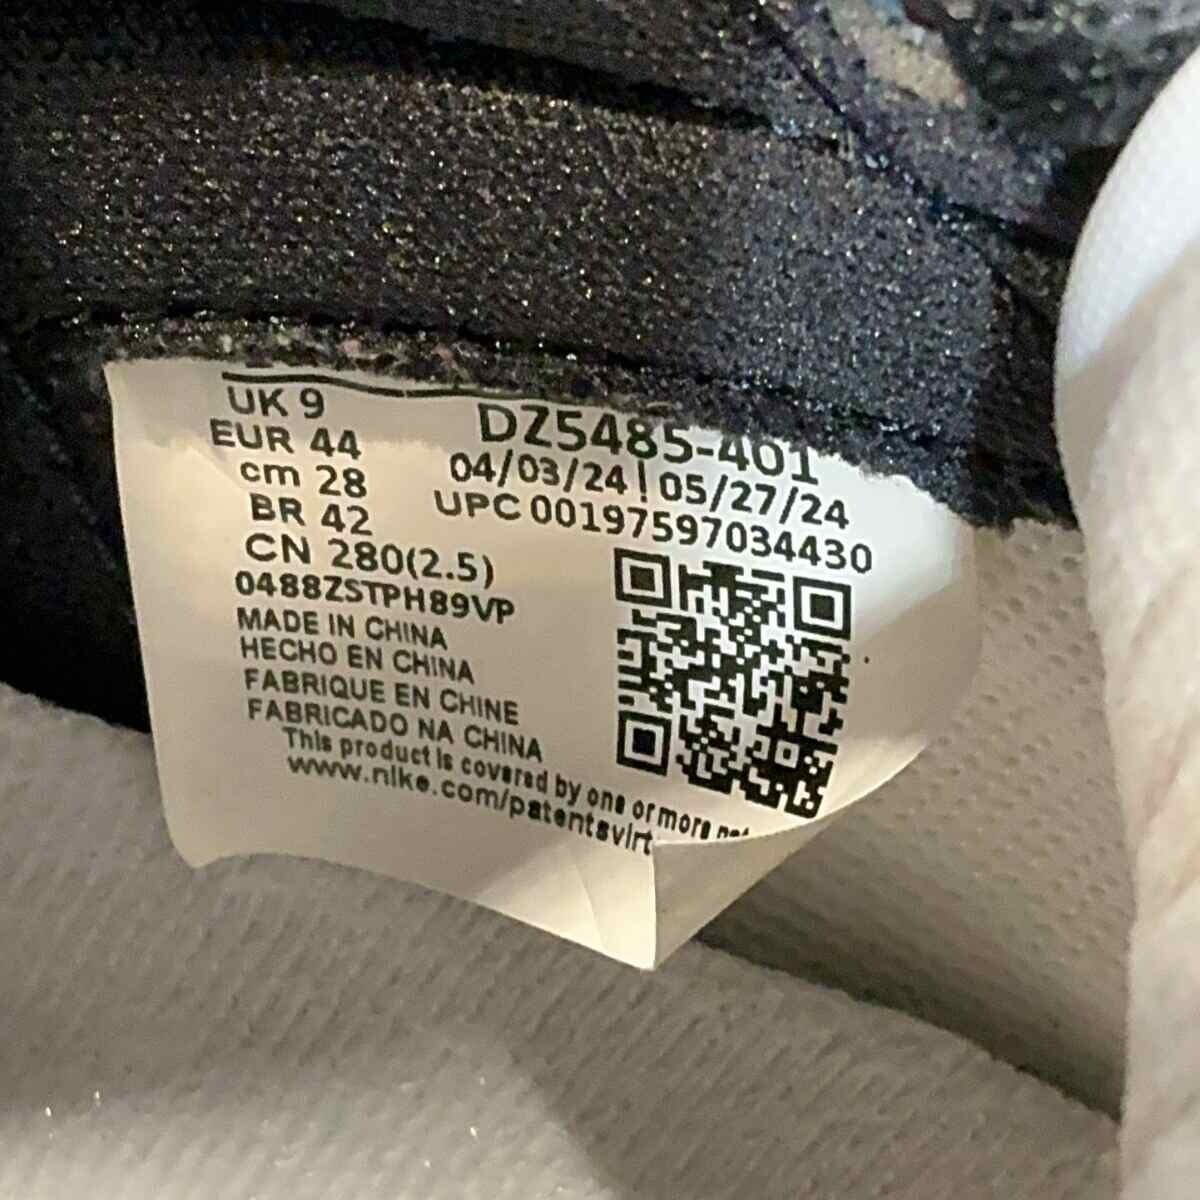 UK 9
EUR 44
cm 28
BR 42
CN 280(2.5)
0488ZSTPH89VP
DZ5485-401
04/03/24 | 05/27/24
UPC 00197597034430
MADE IN CHINA
HECHO EN CHINA
FABRIQUE EN CHINE
FABRICADO NA CHINA
This product is covered by one or more
www.nike.com/patentsvirt